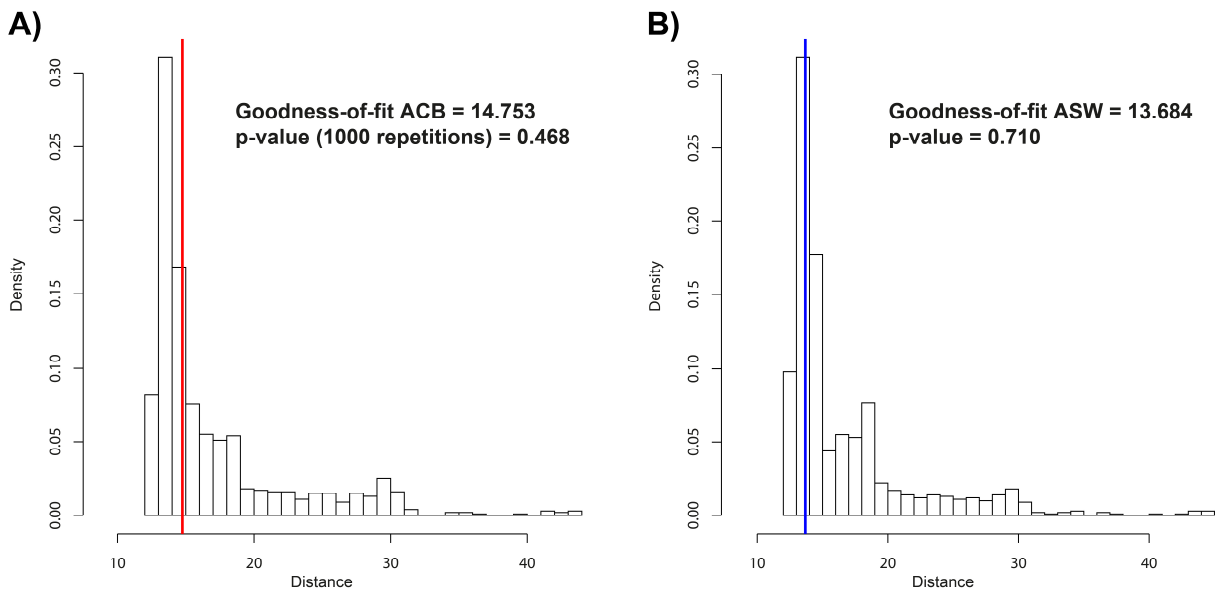 A)
Goodness-of-fit ACB = 14.753
p-value (1000 repetitions) = 0.468
Density
0.30
0.25
0.20
0.15
0.10
0.05
0.00
10 20 30 40
Distance
B)
Goodness-of-fit ASW = 13.684
p-value = 0.710
Density
0.30
0.25
0.20
0.15
0.10
0.05
0.00
10 20 30 40
Distance